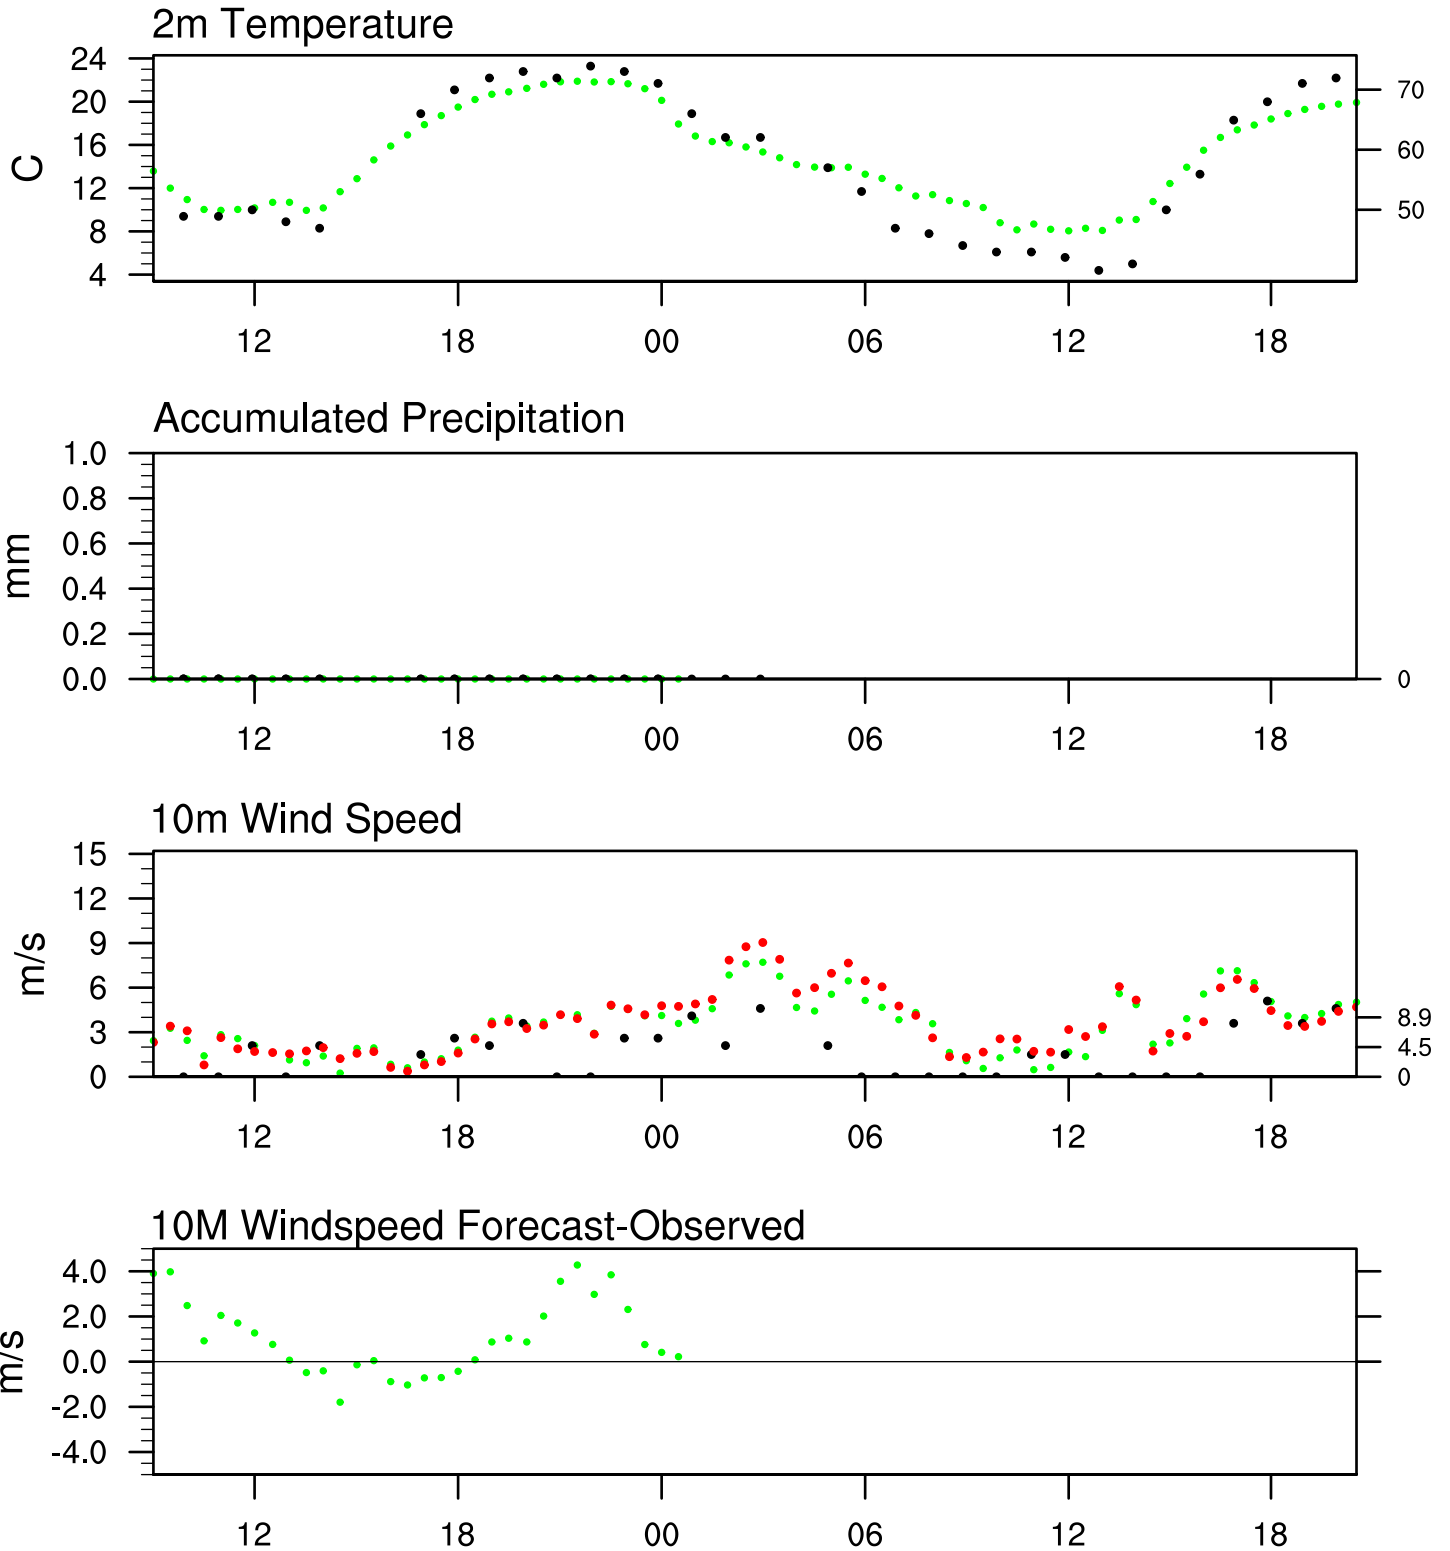 2m Temperature
24
20
16
12
8
4
C
70
60
50
12 18 00 06 12 18
Accumulated Precipitation
1.0
0.8
0.6
0.4
0.2
0.0
mm
0
12 18 00 06 12 18
10m Wind Speed
15
12
9
6
3
0
m/s
8.9
4.5
0
12 18 00 06 12 18
10M Windspeed Forecast-Observed
4.0
2.0
0.0
-2.0
-4.0
m/s
12 18 00 06 12 18